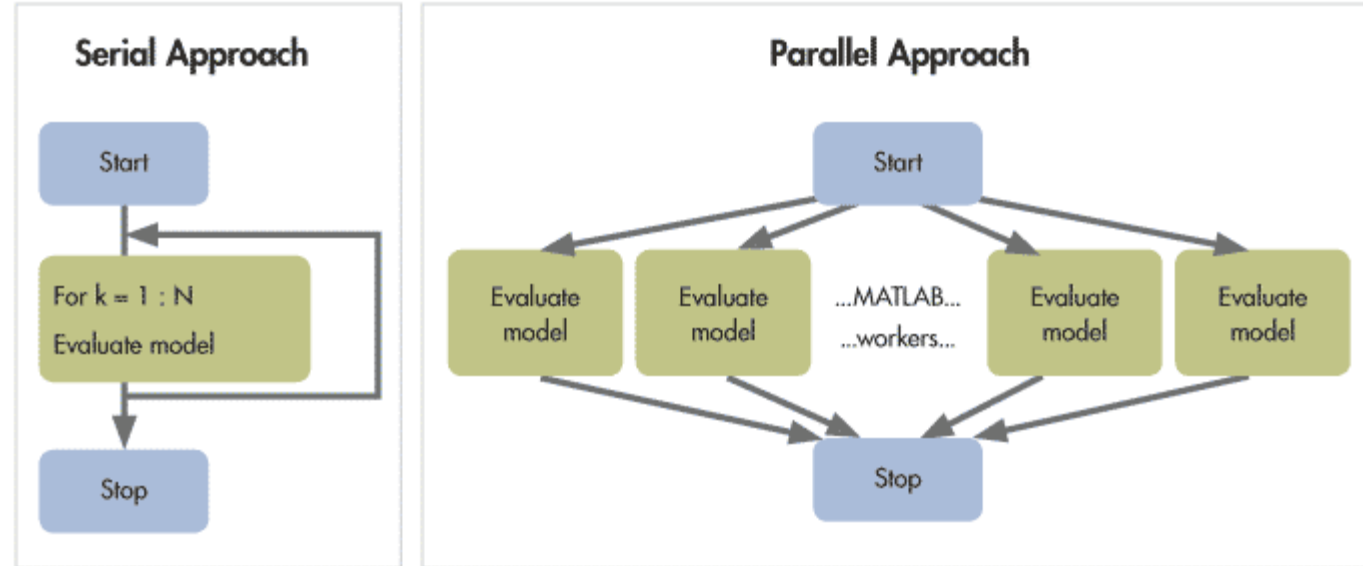 Serial Approach
Start
For k = 1 : N
Evaluate model
Stop
Parallel Approach
Start
Evaluate
model
Evaluate
model
...MATLAB...
...workers...
Evaluate
model
Evaluate
model
Stop